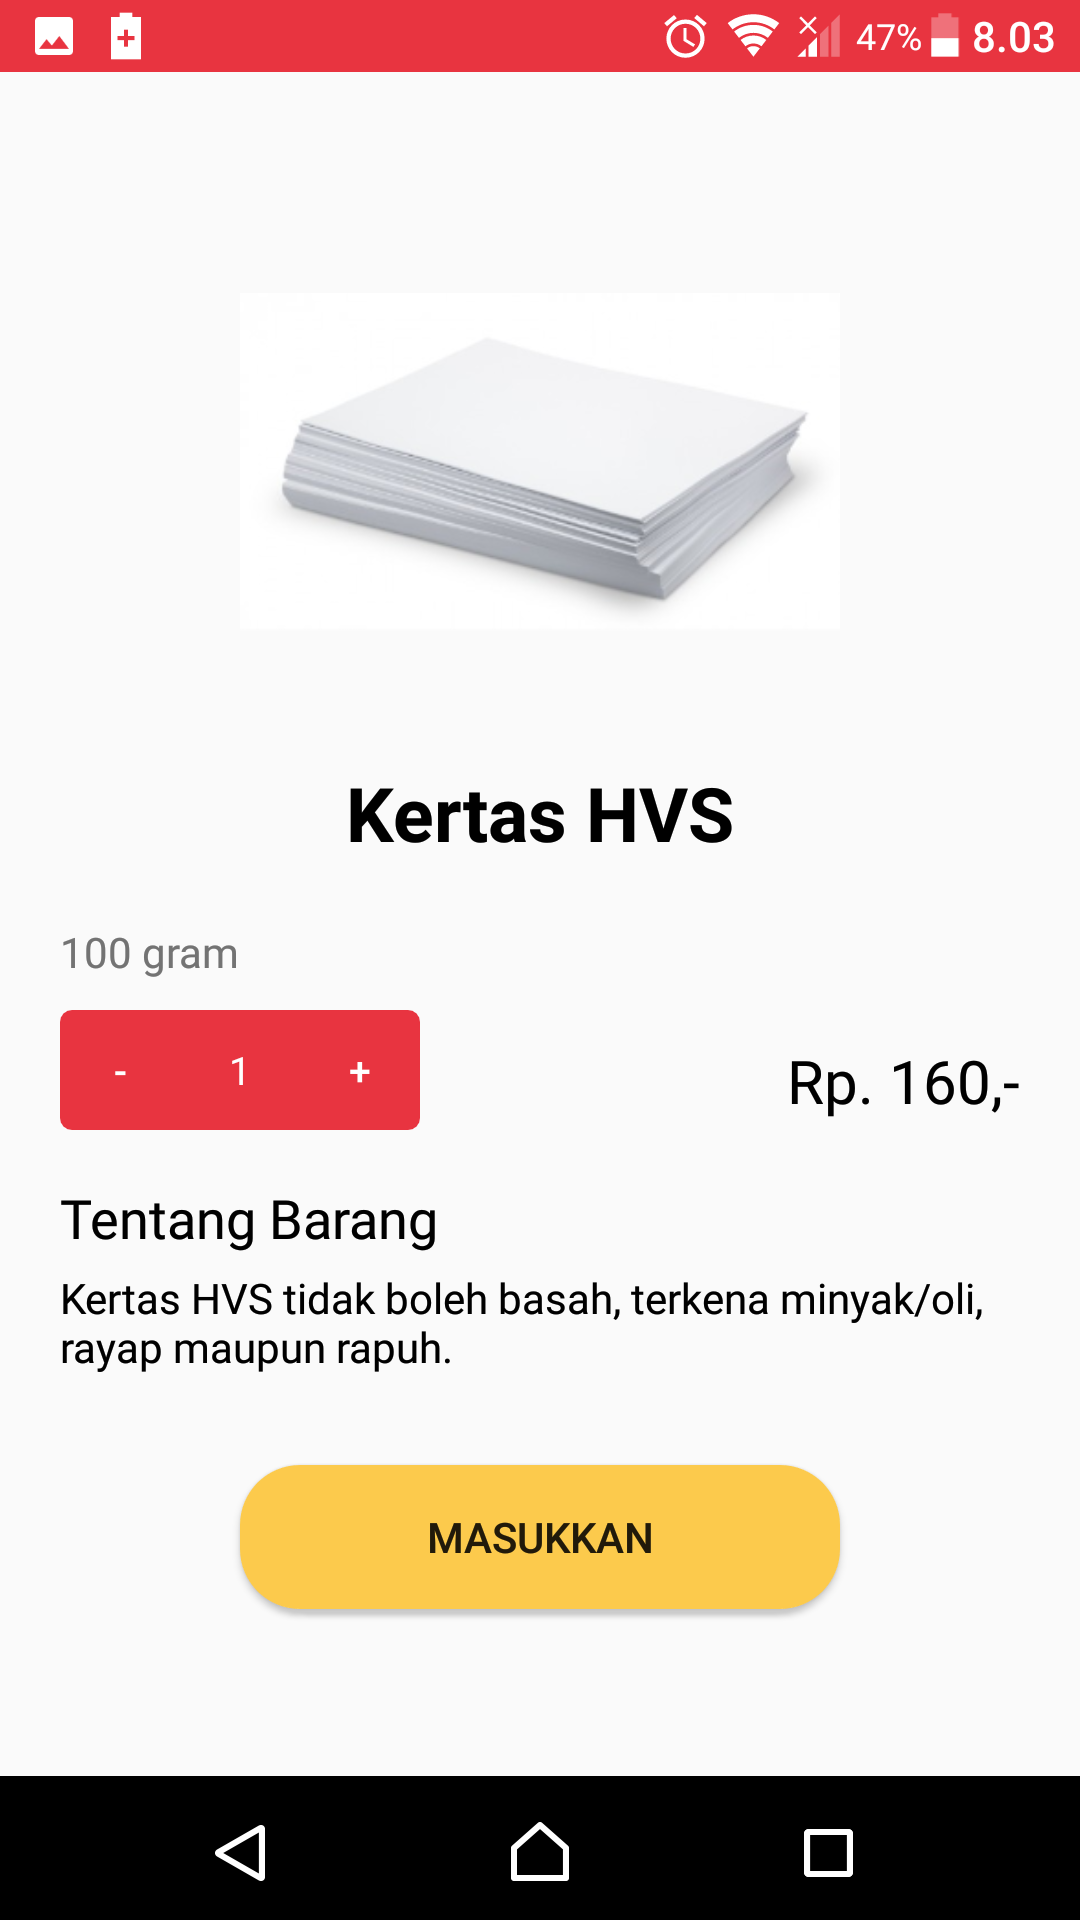 47% 8.03
Kertas HVS
100 gram
- 1 +
Rp. 160,-
Tentang Barang
Kertas HVS tidak boleh basah, terkena minyak/oli,
rayap maupun rapuh.
MASUKKAN